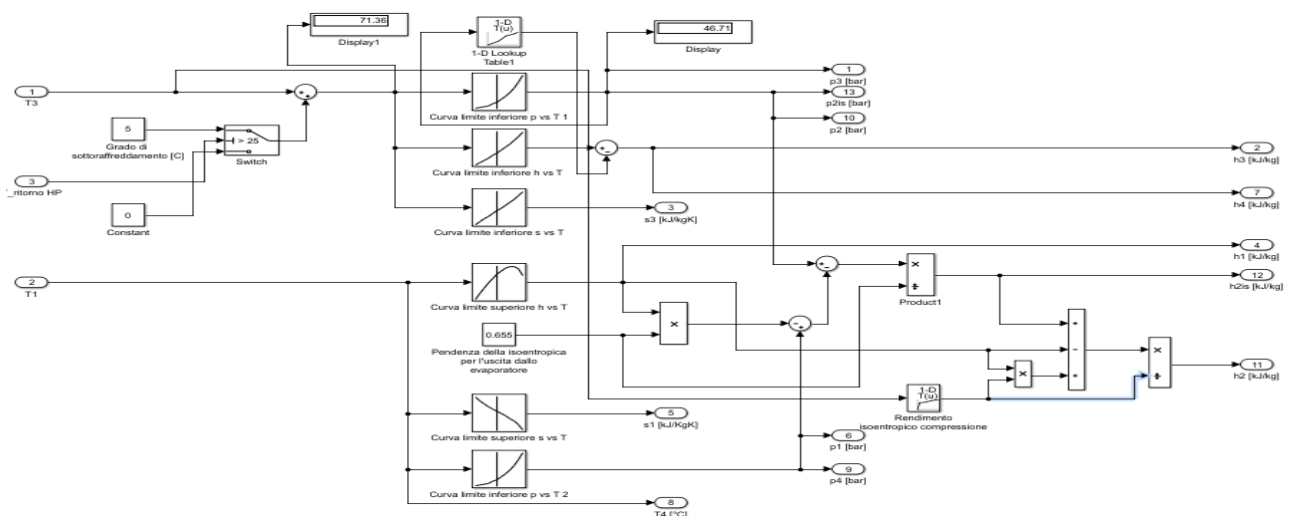 71.36
Display1
1-D
T(u)
1-D Lookup
Table1
46.71
Display
1
T3
Curva limite inferiore p vs T 1
1
p3 [bar]
13
p2is [bar]
10
p2 [bar]
5
Grado di
sottoraffreddamento [C]
> 25
Switch
3
_ritorno HP
0
Constant
Curva limite inferiore h vs T
2
h3 [kJ/kg]
7
h4 [kJ/kg]
Curva limite inferiore s vs T
3
s3 [kJ/kgK]
4
h1 [kJ/kg]
2
T1
Curva limite superiore h vs T
Product1
12
h2is [kJ/kg]
0.655
Pendenza della isoentropica
per l'uscita dallo
evaporatore
11
h2 [kJ/kg]
1-D
T(u)
Rendimento
isoentropico compressione
Curva limite superiore s vs T
5
s1 [kJ/KgK]
6
p1 [bar]
Curva limite inferiore p vs T 2
9
p4 [bar]
8
T4 [°C]